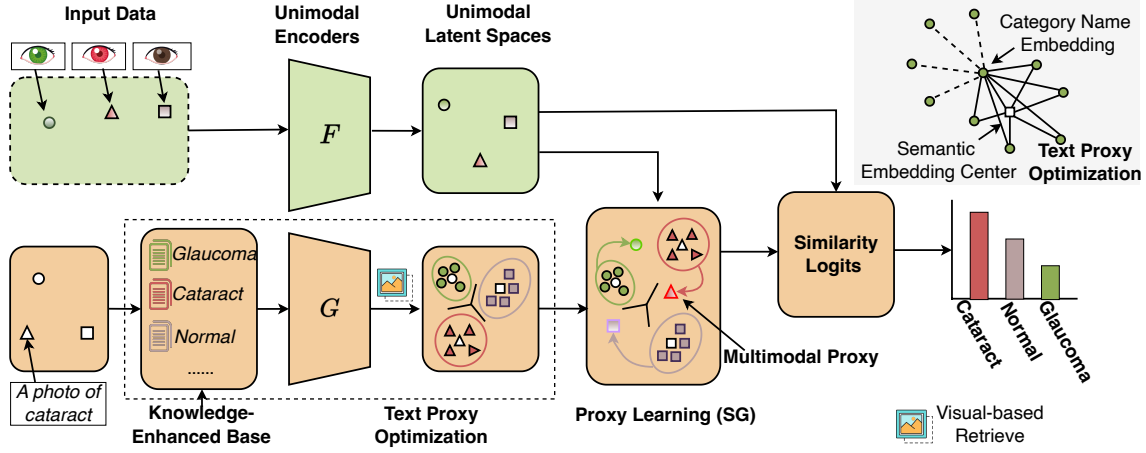 Input Data
Unimodal
Encoders
Unimodal
Latent Spaces
Category Name
Embedding
F
Semantic
Embedding Center
Text Proxy
Optimization
Glaucoma
Cataract
Normal
......
G
Similarity
Logits
A photo of
cataract
Multimodal Proxy
Cataract
Normal
Glaucoma
Knowledge-
Enhanced Base
Text Proxy
Optimization
Proxy Learning (SG)
Visual-based
Retrieve